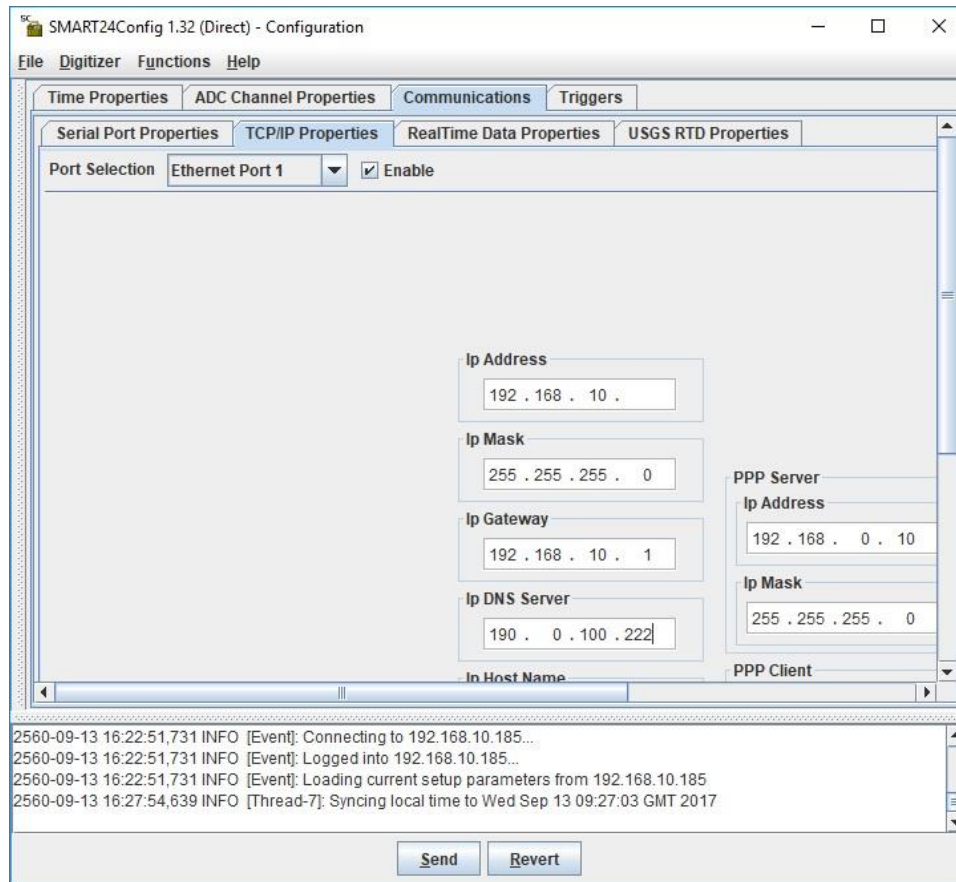 SC SMART24Config 1.32 (Direct) - Configuration
File Digitizer Functions Help
Time Properties ADC Channel Properties Communications Triggers
Serial Port Properties TCP/IP Properties RealTime Data Properties USGS RTD Properties
Port Selection Ethernet Port 1 Enable
Ip Address
192 . 168 . 10 .
Ip Mask
255 . 255 . 255 . 0
Ip Gateway
192 . 168 . 10 . 1
Ip DNS Server
190 . 0 . 100 . 222
Ip Host Name
PPP Server
Ip Address
192 . 168 . 0 . 10
Ip Mask
255 . 255 . 255 . 0
PPP Client
2560-09-13 16:22:51,731 INFO [Event]: Connecting to 192.168.10.185...
2560-09-13 16:22:51,731 INFO [Event]: Logged into 192.168.10.185...
2560-09-13 16:22:51,731 INFO [Event]: Loading current setup parameters from 192.168.10.185
2560-09-13 16:27:54,639 INFO [Thread-7]: Syncing local time to Wed Sep 13 09:27:03 GMT 2017
Send Revert